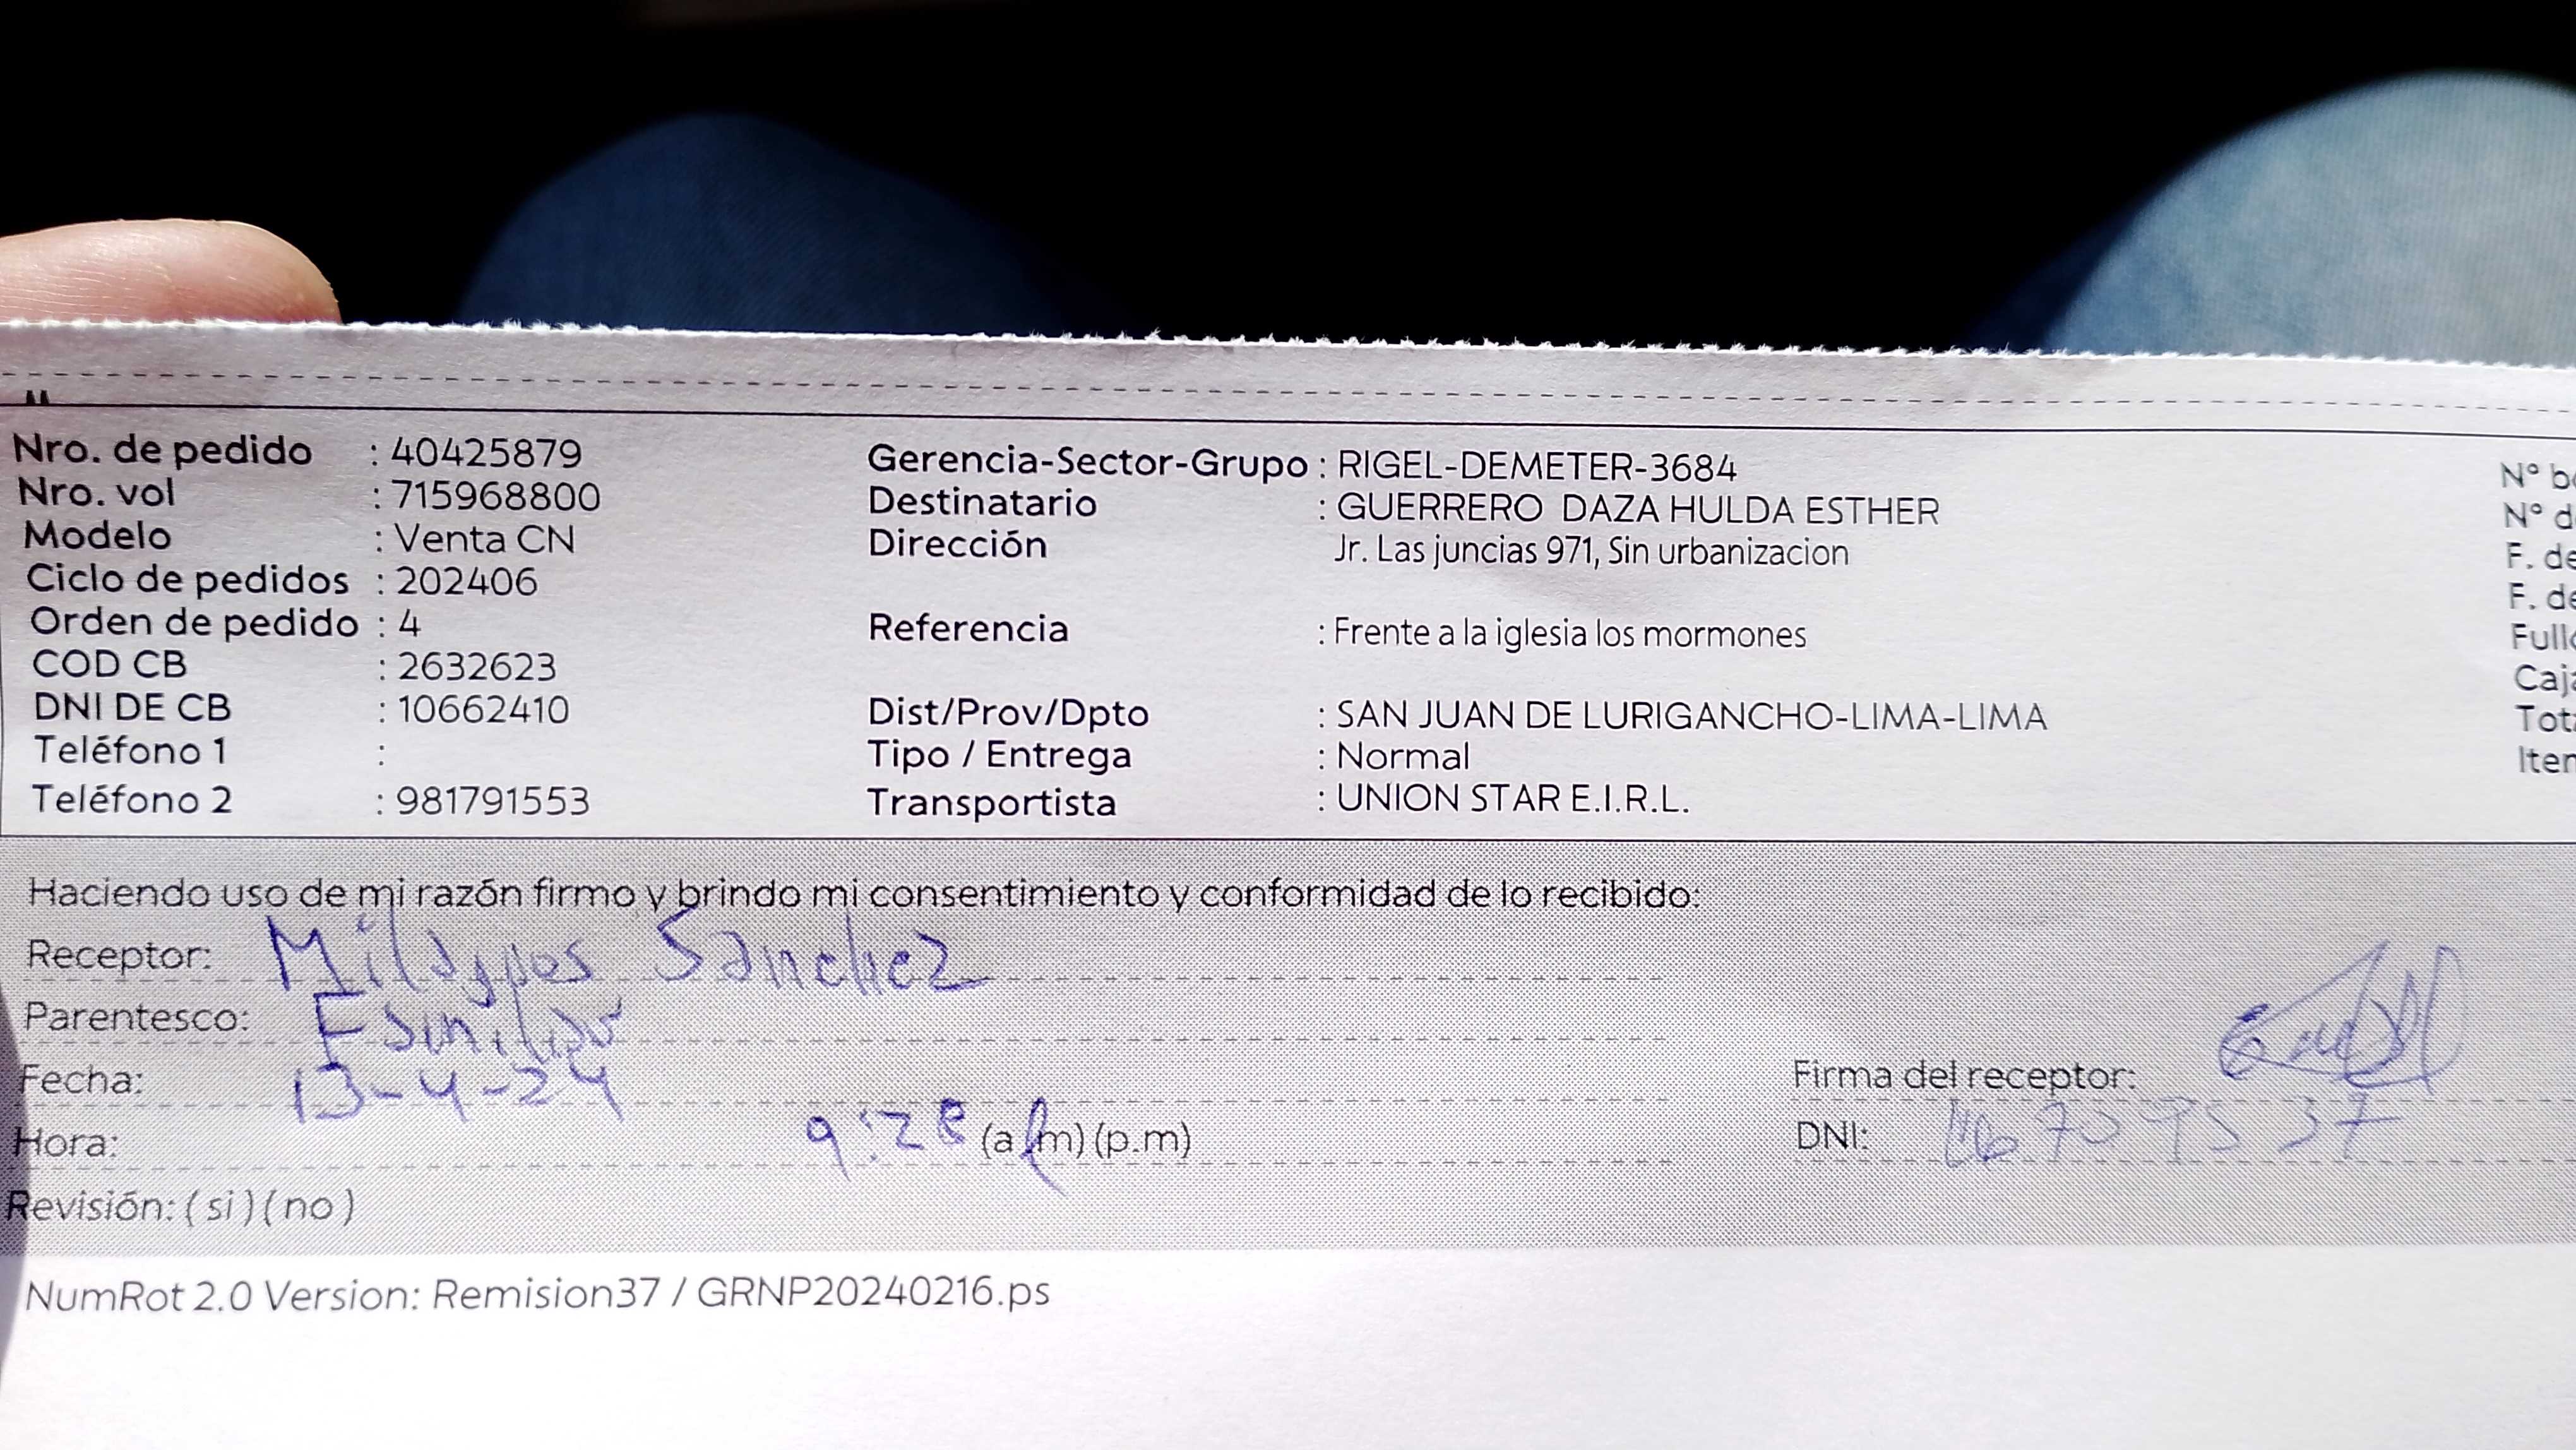 Nro. de pedido : 40425879
Nro. vol : 715968800
Modelo : Venta CN
Ciclo de pedidos : 202406
Orden de pedido : 4
COD CB : 2632623
DNI DE CB : 10662410
Teléfono 1 :
Teléfono 2 : 981791553
Gerencia-Sector-Grupo : RIGEL-DEMETER-3684
Destinatario : GUERRERO DAZA HULDA ESTHER
Dirección Jr. Las juncias 971, Sin urbanizacion
Referencia : Frente a la iglesia los mormones
Dist/Prov/Dpto : SAN JUAN DE LURIGANCHO-LIMA-LIMA
Tipo / Entrega : Normal
Transportista : UNION STAR E.I.R.L.
Haciendo uso de mi razón firmo y brindo mi consentimiento y conformidad de lo recibido:
Receptor: Milagros Sanchez
Parentesco:
Fecha: 13-4-24
Hora: 9:28 (a.m) (p.m)
Revisión: ( si ) ( no )
Firma del receptor:
DNI:
NumRot 2.0 Version: Remision37 / GRNP20240216.ps